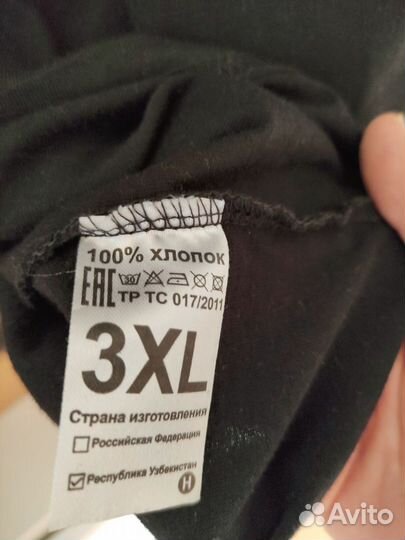 100% ХЛОПОК
EAC
ТР ТС 017/2011
3XL
Страна изготовления
Российская Федерация
Республика Узбекистан
Н
Avito